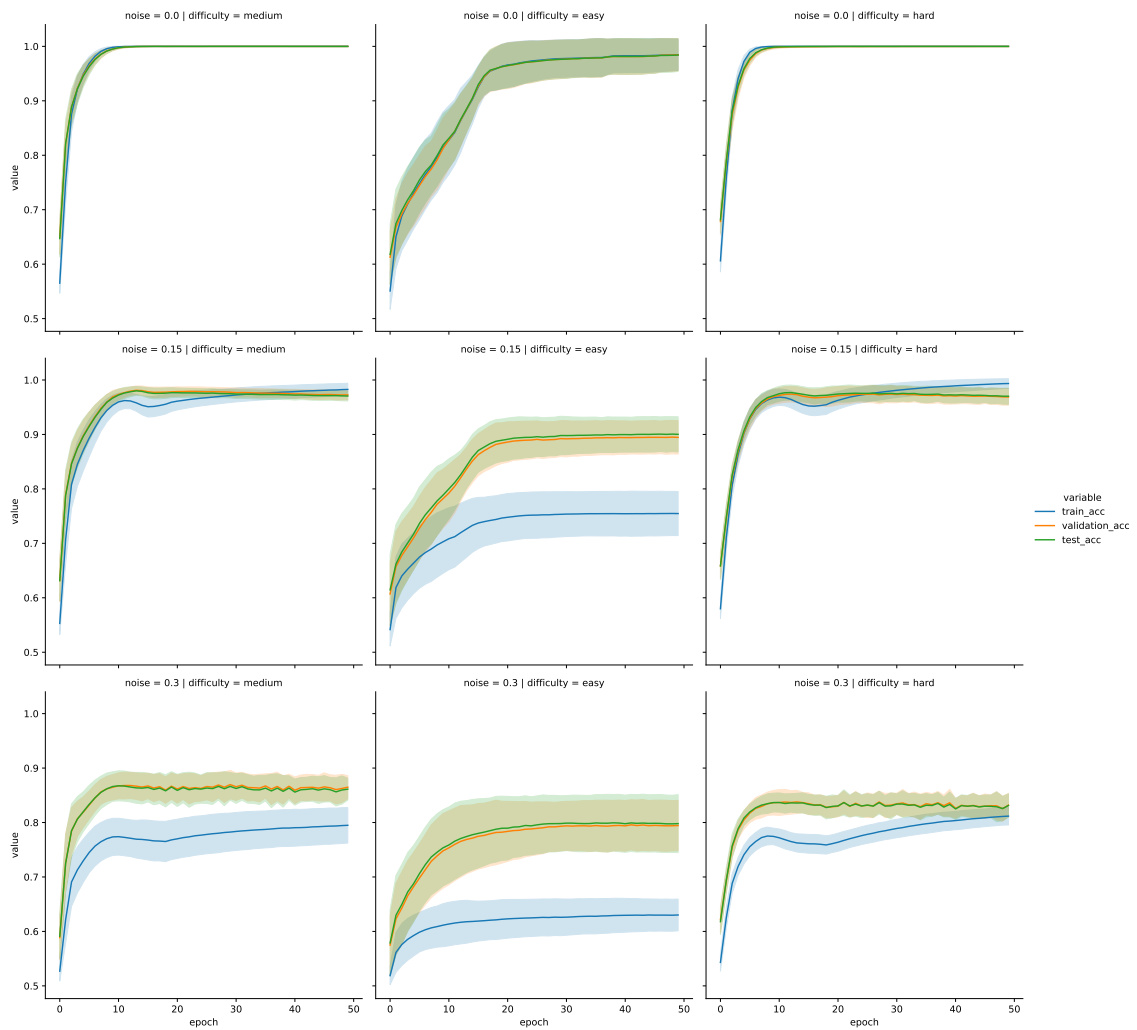 noise = 0.0 | difficulty = medium
noise = 0.0 | difficulty = easy
noise = 0.0 | difficulty = hard
1.0
0.9
0.8
0.7
0.6
0.5
value
noise = 0.15 | difficulty = medium
noise = 0.15 | difficulty = easy
noise = 0.15 | difficulty = hard
1.0
0.9
0.8
0.7
0.6
0.5
value
variable
train_acc
validation_acc
test_acc
noise = 0.3 | difficulty = medium
noise = 0.3 | difficulty = easy
noise = 0.3 | difficulty = hard
1.0
0.9
0.8
0.7
0.6
0.5
value
0 10 20 30 40 50
epoch
0 10 20 30 40 50
epoch
0 10 20 30 40 50
epoch